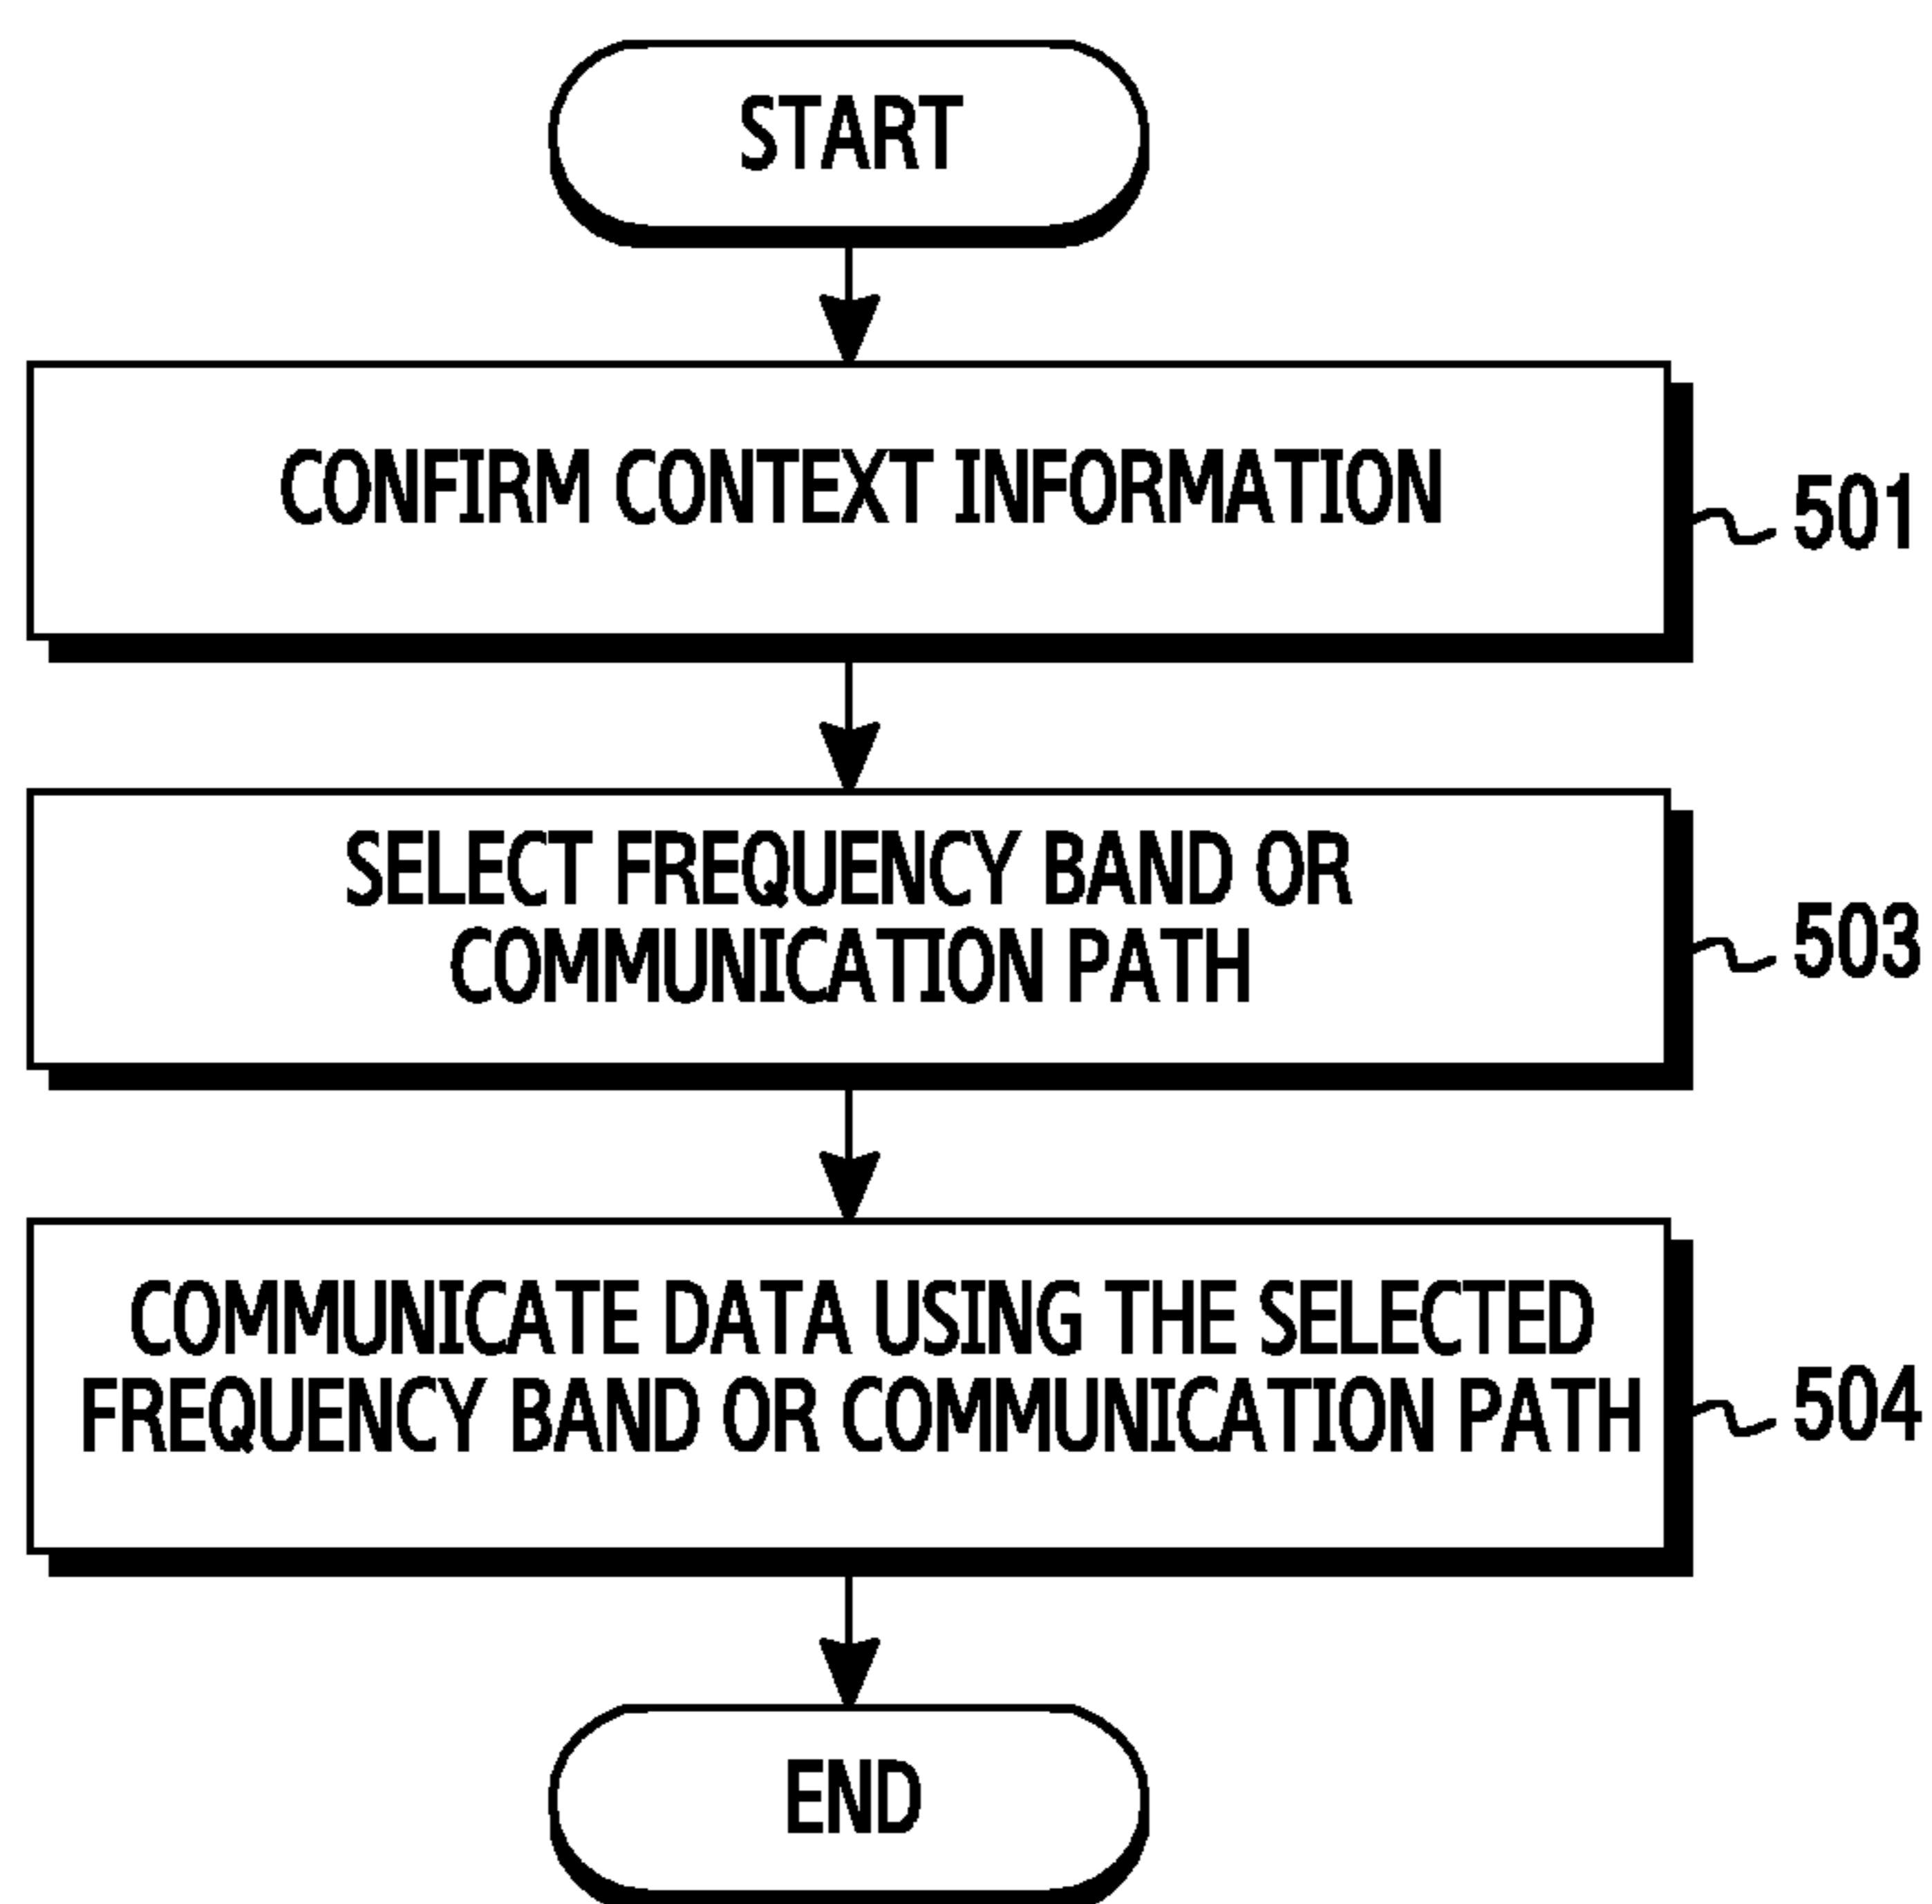 START
CONFIRM CONTEXT INFORMATION
501
SELECT FREQUENCY BAND OR
COMMUNICATION PATH
503
COMMUNICATE DATA USING THE SELECTED
FREQUENCY BAND OR COMMUNICATION PATH
504
END